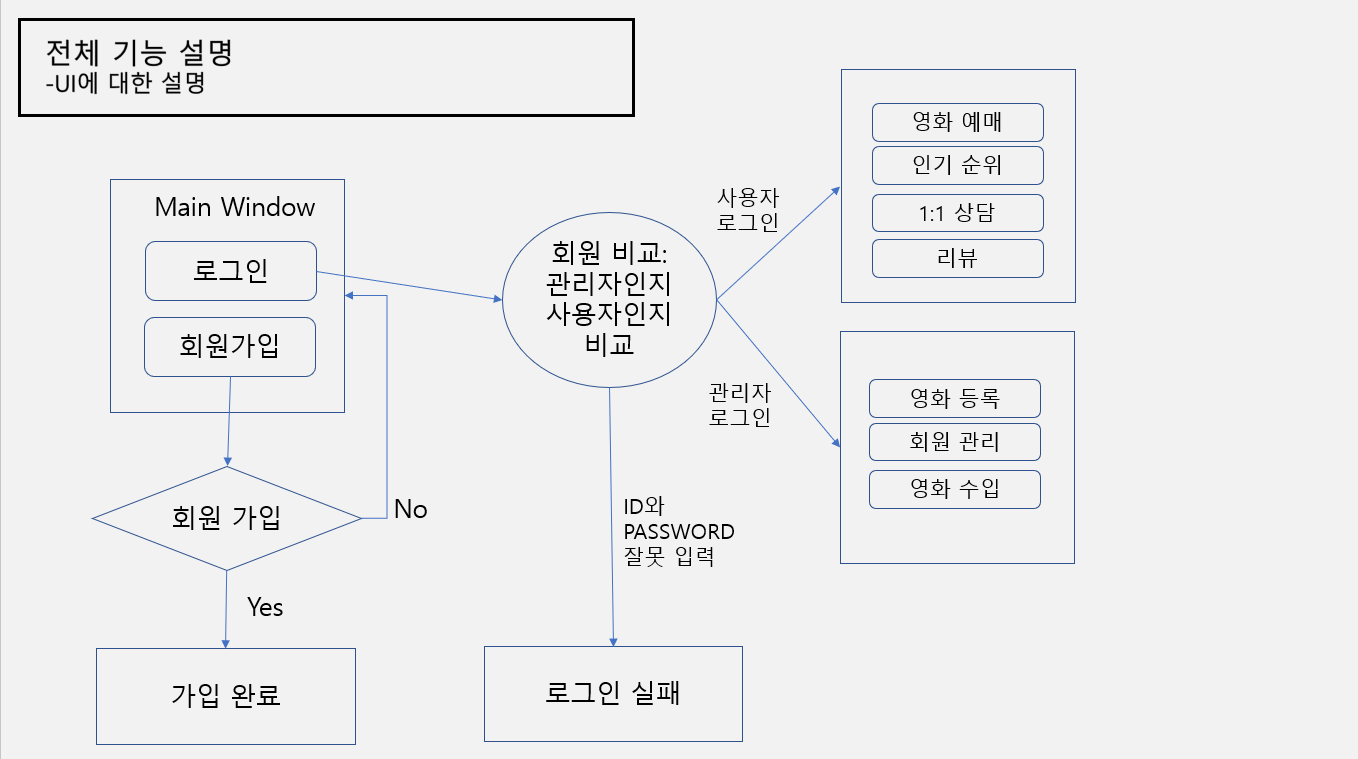 전체 기능 설명
-UI에 대한 설명
Main Window
로그인
회원가입
회원 가입
No
Yes
가입 완료
회원 비교:
관리자인지
사용자인지
비교
ID와
PASSWORD
잘못 입력
로그인 실패
사용자
로그인
관리자
로그인
영화 예매
인기 순위
1:1 상담
리뷰
영화 등록
회원 관리
영화 수입